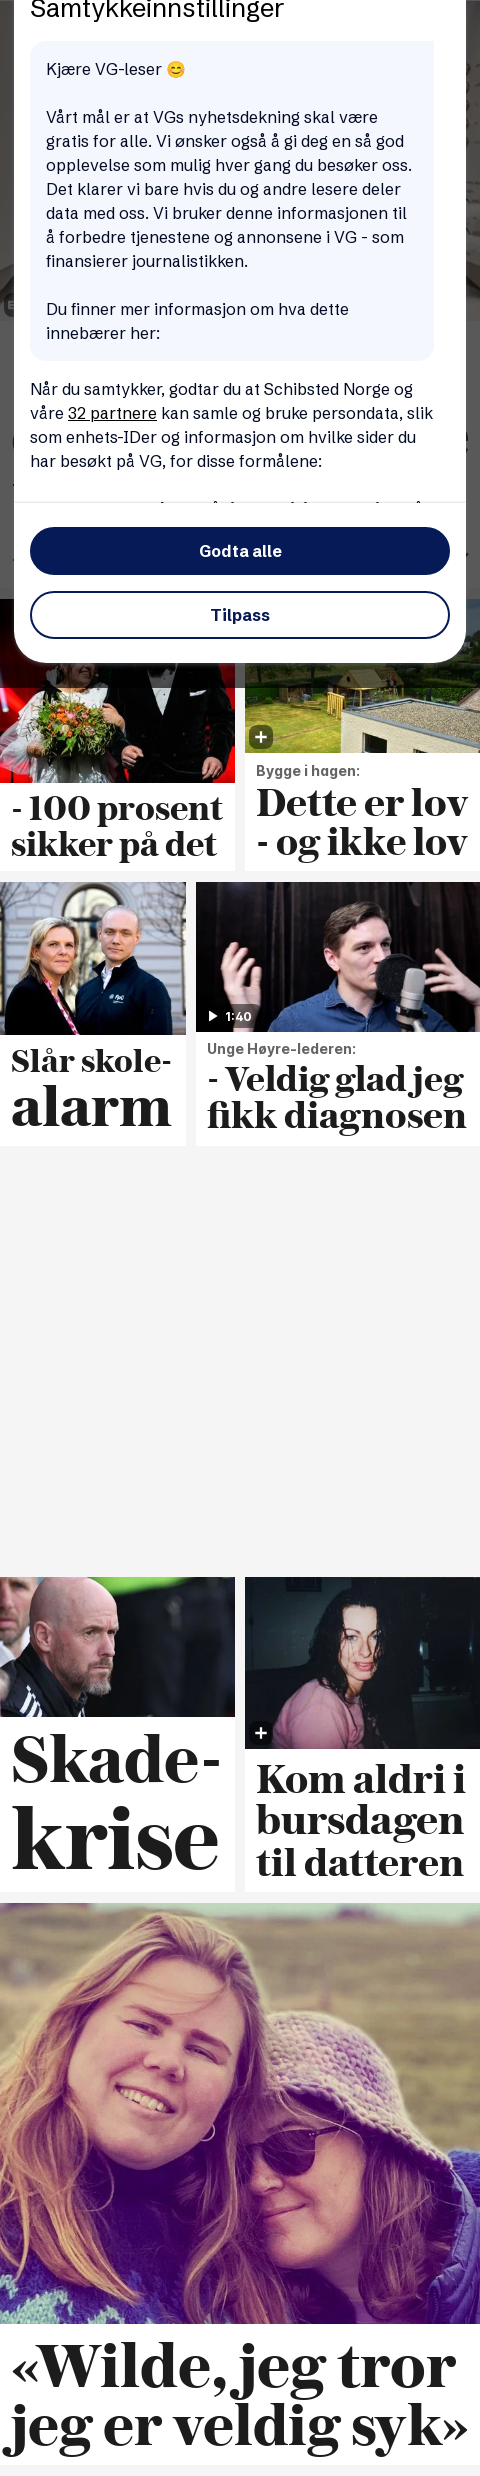 Samtykkeinnstillinger
Kjære VG-leser 😊
Vårt mål er at VGs nyhetsdekning skal være
gratis for alle. Vi ønsker også å gi deg en så god
opplevelse som mulig hver gang du besøker oss.
Det klarer vi bare hvis du og andre lesere deler
data med oss. Vi bruker denne informasjonen til
å forbedre tjenestene og annonsene i VG - som
finansierer journalistikken.
Du finner mer informasjon om hva dette
innebærer her:
Når du samtykker, godtar du at Schibsted Norge og
våre 32 partnere kan samle og bruke persondata, slik
som enhets-IDer og informasjon om hvilke sider du
har besøkt på VG, for disse formålene:
Godta alle
Tilpass
- 100 prosent
sikker på det
Bygge i hagen:
Dette er lov
- og ikke lov
Slår skole-
alarm
1:40
Unge Høyre-lederen:
- Veldig glad jeg
fikk diagnosen
Skade-
krise
Kom aldri i
bursdagen
til datteren
«Wilde, jeg tror
jeg er veldig syk»